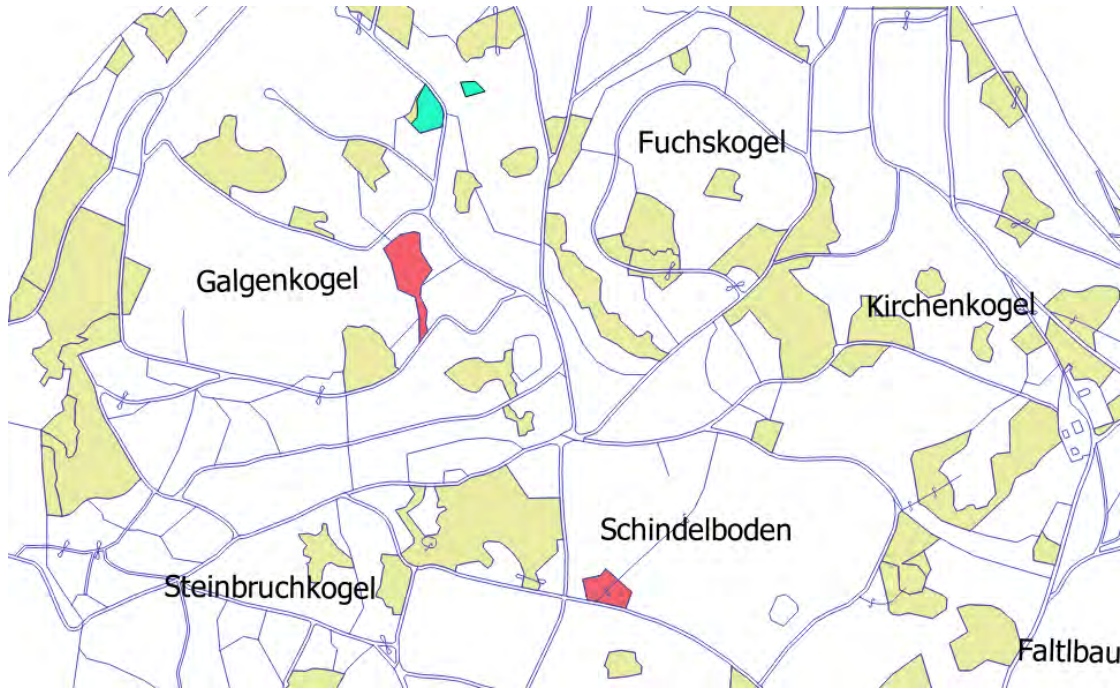 Fuchskogel
Galgenkogel
Kirchenkogel
Schindelboden
Steinbruchkogel
Faltlbau